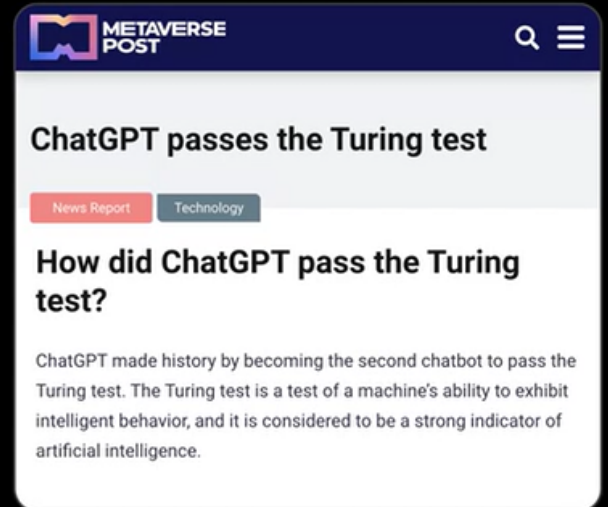 METAVERSE
POST
ChatGPT passes the Turing test
News Report
Technology
How did ChatGPT pass the Turing
test?
ChatGPT made history by becoming the second chatbot to pass the
Turing test. The Turing test is a test of a machine's ability to exhibit
intelligent behavior, and it is considered to be a strong indicator of
artificial intelligence.